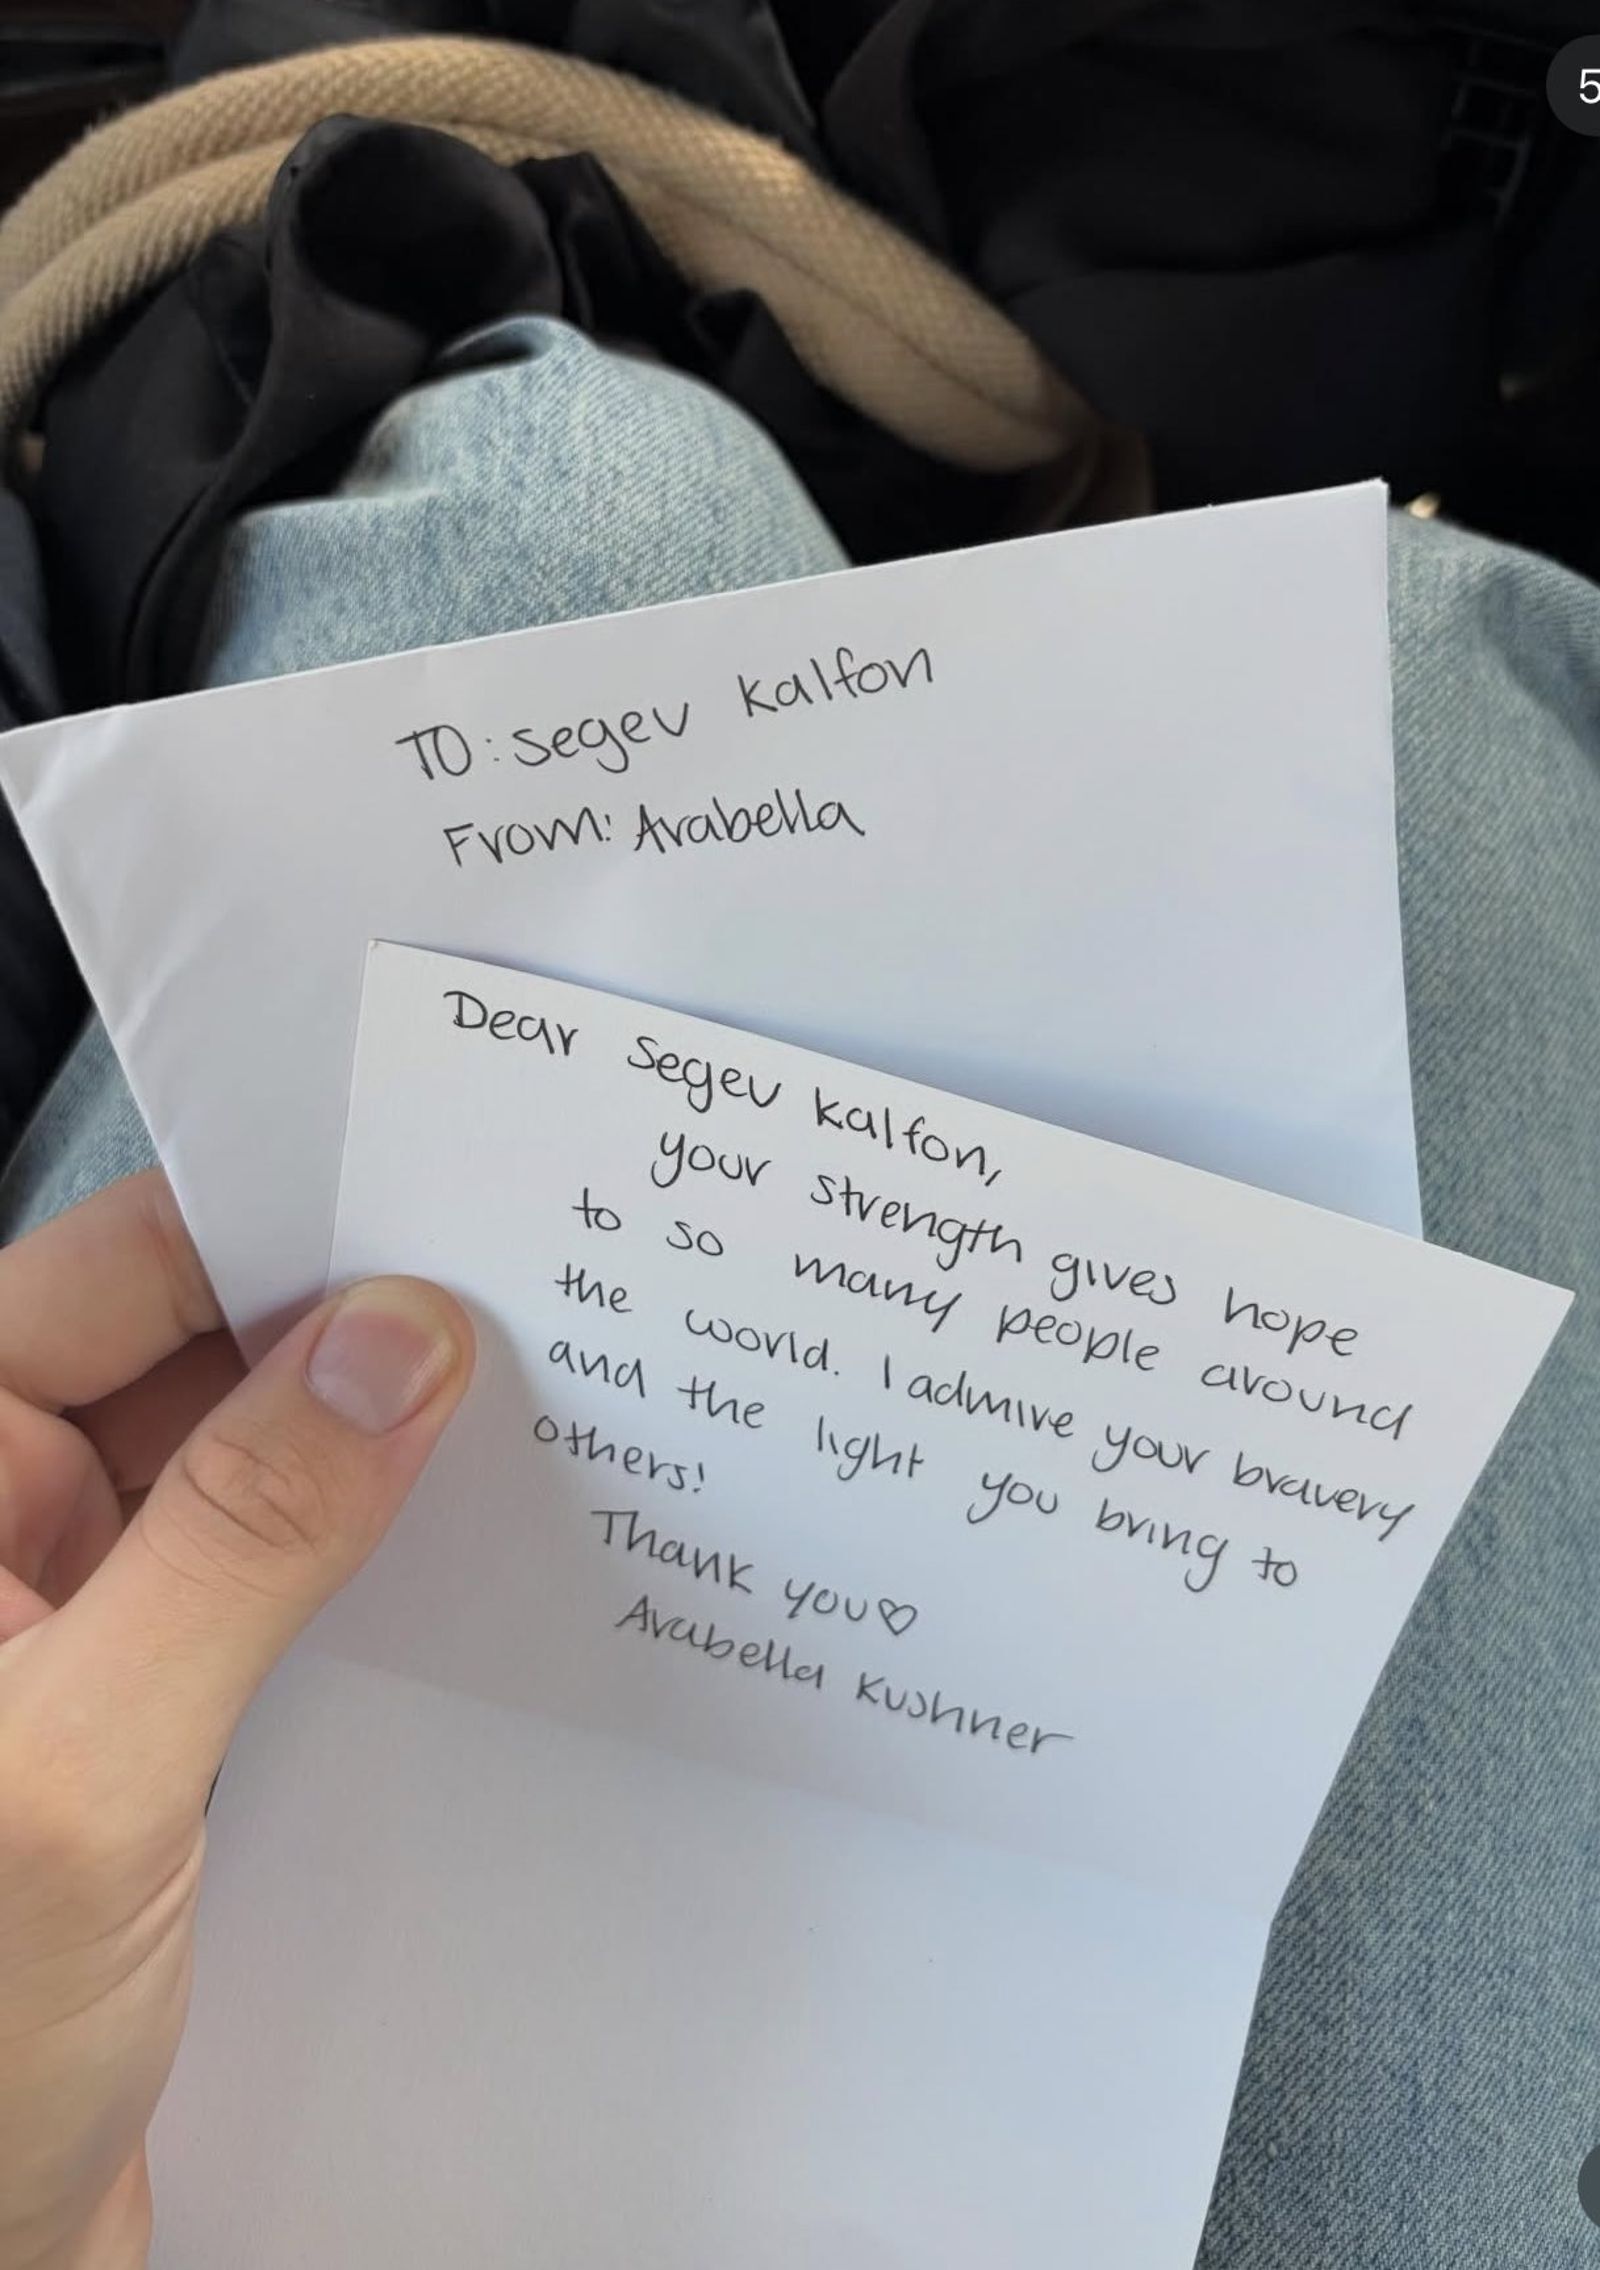 5
TO: segev kalfon
From: Arabella
Dear segev kalfon,
your strength gives hope
to so many people around
the world. I admire your bravery
and the light you bring to
others!
Thank you♡
Arabella Kushner